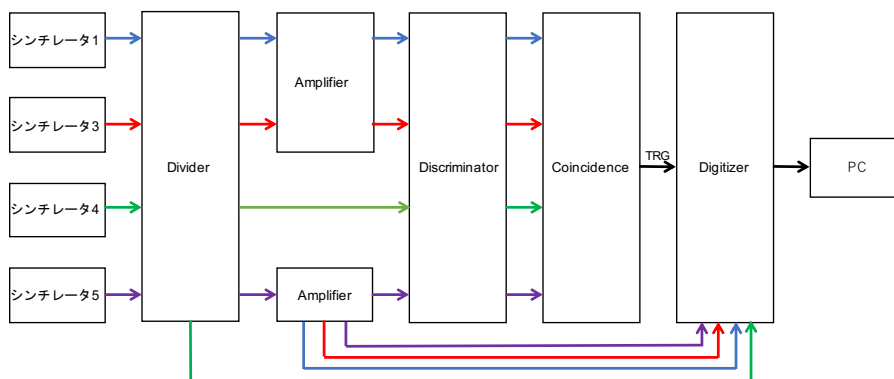 シンチレータ1
シンチレータ3
シンチレータ4
シンチレータ5
Divider
Amplifier
Amplifier
Discriminator
Coincidence
TRG
Digitizer
PC